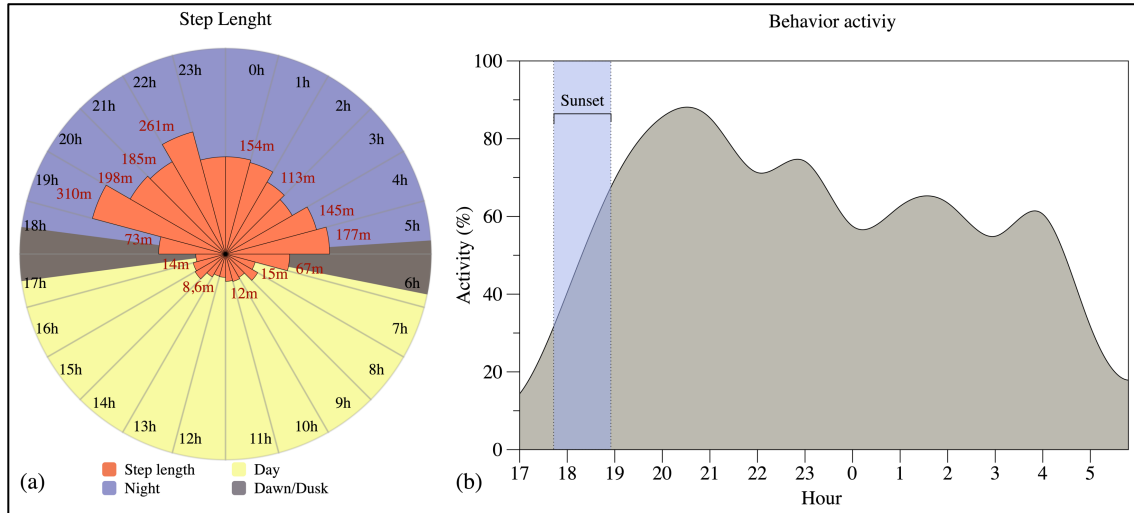 Step Lenght
23h
0h
22h
1h
21h
2h
20h
3h
19h
4h
18h
5h
17h
6h
16h
7h
15h
8h
14h
9h
13h
10h
12h
11h
261m
154m
185m
113m
198m
310m
145m
73m
177m
14m
67m
8,6m
15m
12m
Step length
Day
Night
Dawn/Dusk
(a)
Behavior activiy
100
80
60
40
20
0
Activity (%)
Sunset
17 18 19 20 21 22 23 0 1 2 3 4 5
Hour
(b)